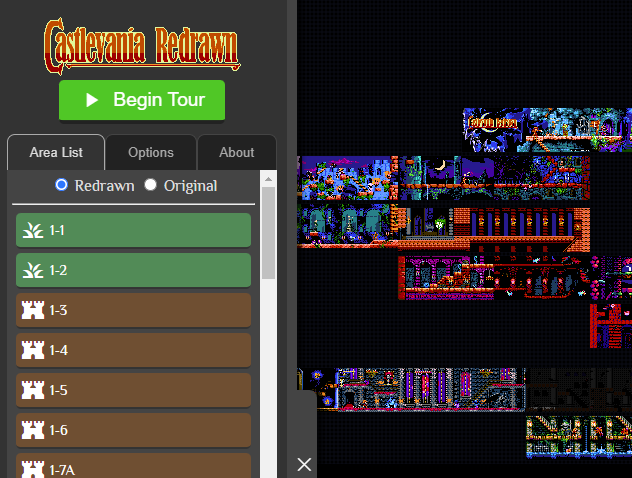 Castlevania Redrawn
Begin Tour
Area List
Options
About
Redrawn
Original
1-1
1-2
1-3
1-4
1-5
1-6
1-7A